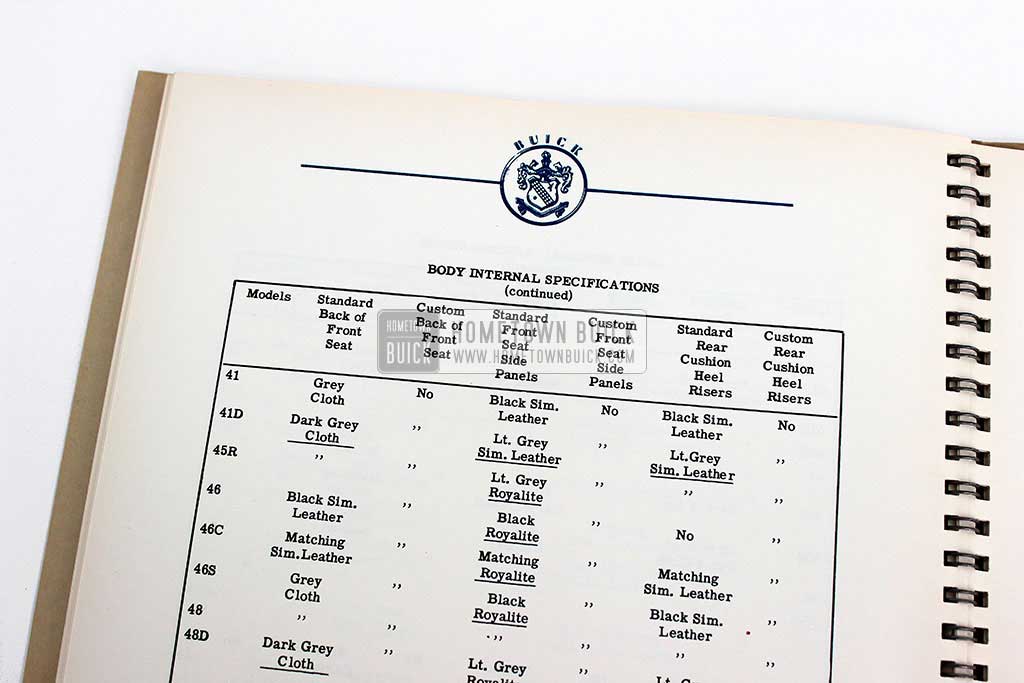 BUICK
BODY INTERNAL SPECIFICATIONS
(continued)
Models Standard Back of Front Seat Custom Back of Front Seat Standard Front Seat Side Panels Custom Front Seat Side Panels Standard Rear Cushion Heel Risers Custom Rear Cushion Heel Risers
HOMETOWN BUICK
HOMETOWN BUICK
WWW.HOMETOWNBUICK.COM
41 Grey Cloth No Black Sim. Leather No Black Sim. Leather No
41D Dark Grey Cloth ,, Lt. Grey Sim. Leather ,, Lt.Grey Sim. Leather ,,
45R ,, ,, Lt. Grey Royalite ,, ,, ,,
46 Black Sim. Leather ,, Black Royalite ,, No ,,
46C Matching Sim.Leather ,, Matching Royalite ,, Matching Sim. Leather ,,
46S Grey Cloth ,, Black Royalite ,, Black Sim. Leather ,,
48 ,, ,, ,, ,, ,, ,,
48D Dark Grey Cloth ,, Lt. Grey ,,